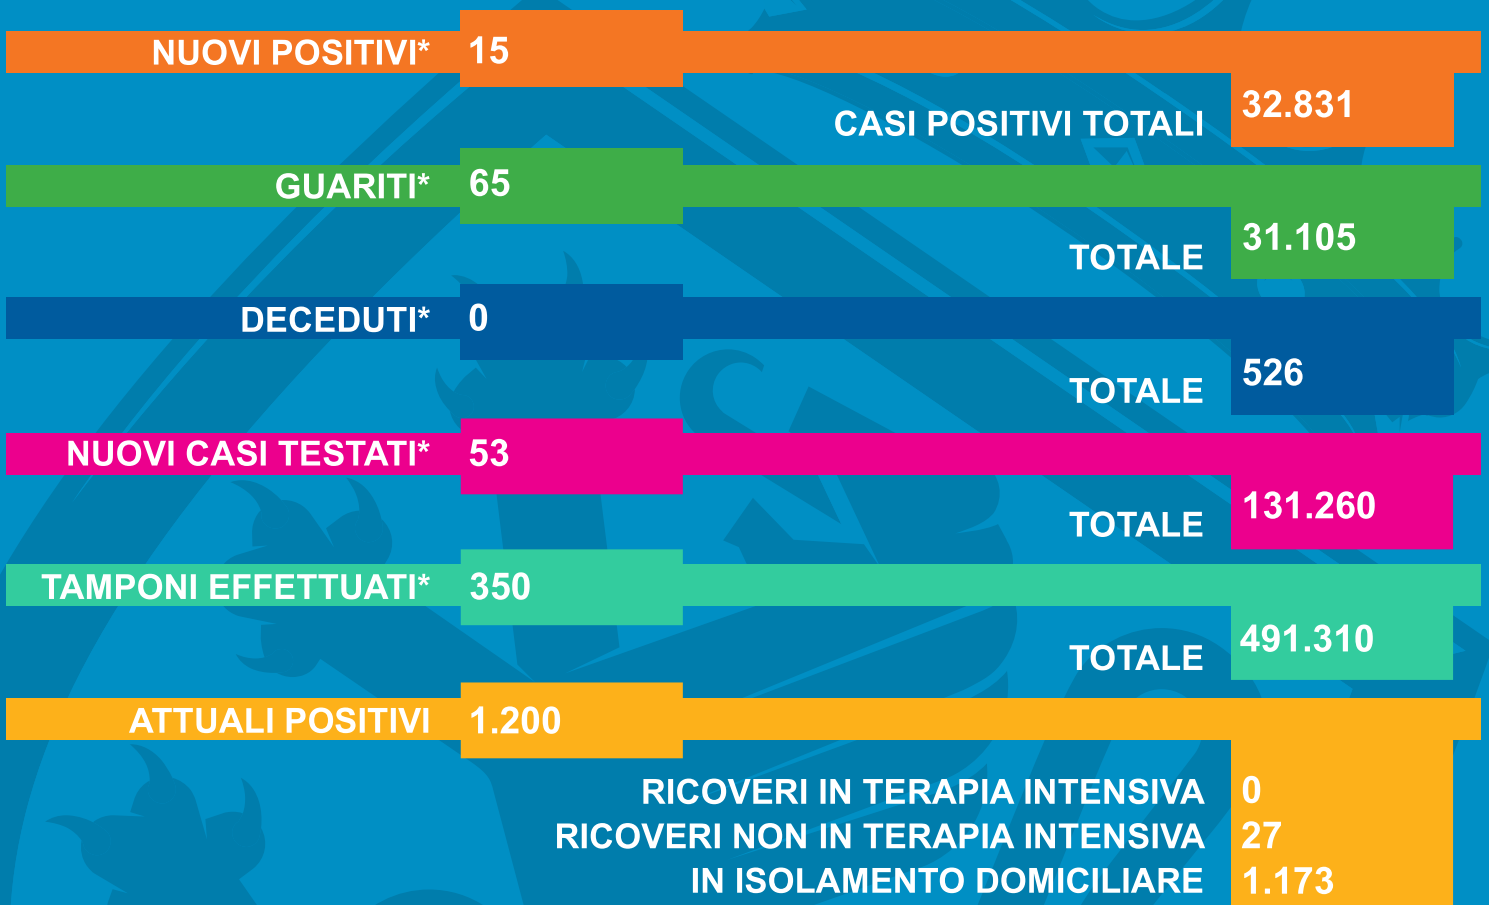 NUOVI POSITIVI* 15
CASI POSITIVI TOTALI 32.831
GUARITI* 65
TOTALE 31.105
DECEDUTI* 0
TOTALE 526
NUOVI CASI TESTATI* 53
TOTALE 131.260
TAMPONI EFFETTUATI* 350
TOTALE 491.310
ATTUALI POSITIVI 1.200
RICOVERI IN TERAPIA INTENSIVA 0
RICOVERI NON IN TERAPIA INTENSIVA 27
IN ISOLAMENTO DOMICILIARE 1.173